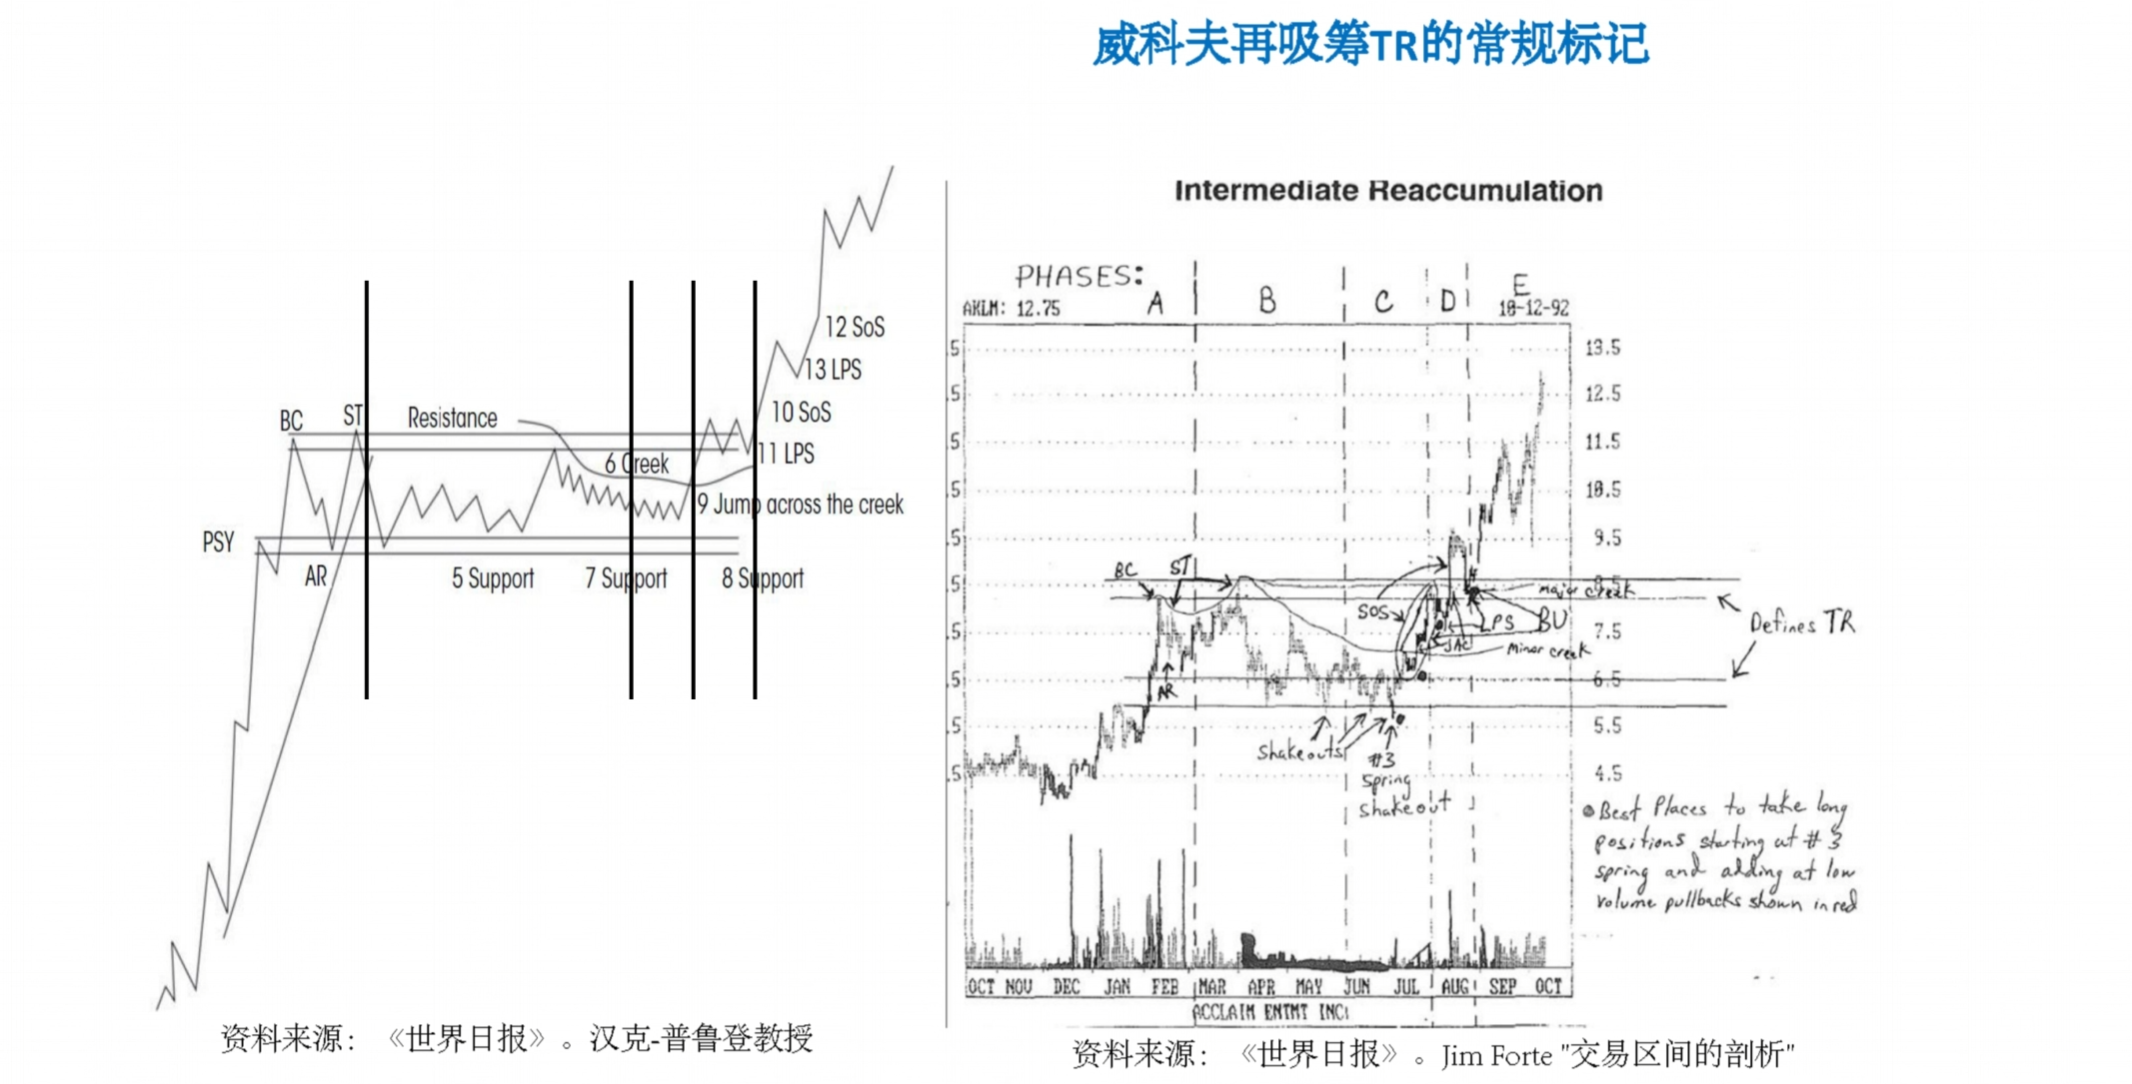 威科夫再吸筹TR的常规标记
BC
ST
Resistance
PSY
AR
5 Support
6 Creek
7 Support
8 Support
9 Jump across the creek
10 SoS
11 LPS
12 SoS
13 LPS
资料来源：《世界日报》。汉克-普鲁登教授
Intermediate Reaccumulation
PHASES:
A
B
C
D
E
AKLM: 12.75
10-12-92
13.5
12.5
11.5
10.5
9.5
8.5
7.5
6.5
5.5
4.5
BC
ST
AR
SOS
LPS
BU
JAC
Major creek
Minor creek
Defines TR
Shakeouts
#3
Spring
Shakeout
Best Places to take long
positions starting at #3
spring and adding at low
volume pullbacks shown in red
OCT NOV DEC JAN FEB MAR APR MAY JUN JUL AUG SEP OCT
ACCLAIM ENTMT INC
资料来源：《世界日报》。Jim Forte "交易区间的剖析"